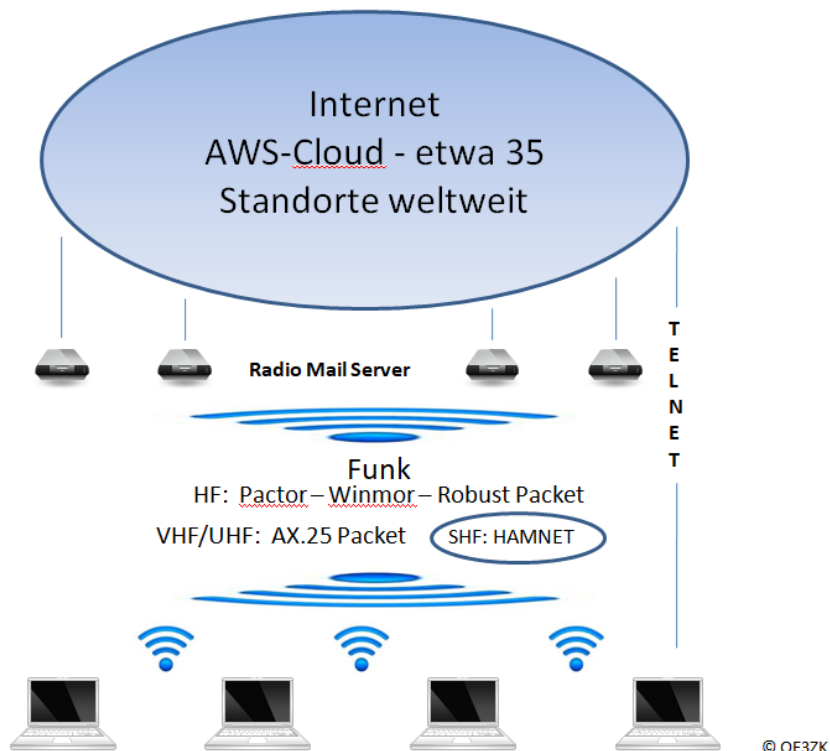 Internet
AWS-Cloud - etwa 35
Standorte weltweit
Radio Mail Server
T
E
L
N
E
T
Funk
HF: Pactor – Winmor – Robust Packet
VHF/UHF: AX.25 Packet
SHF: HAMNET
© OE3ZK